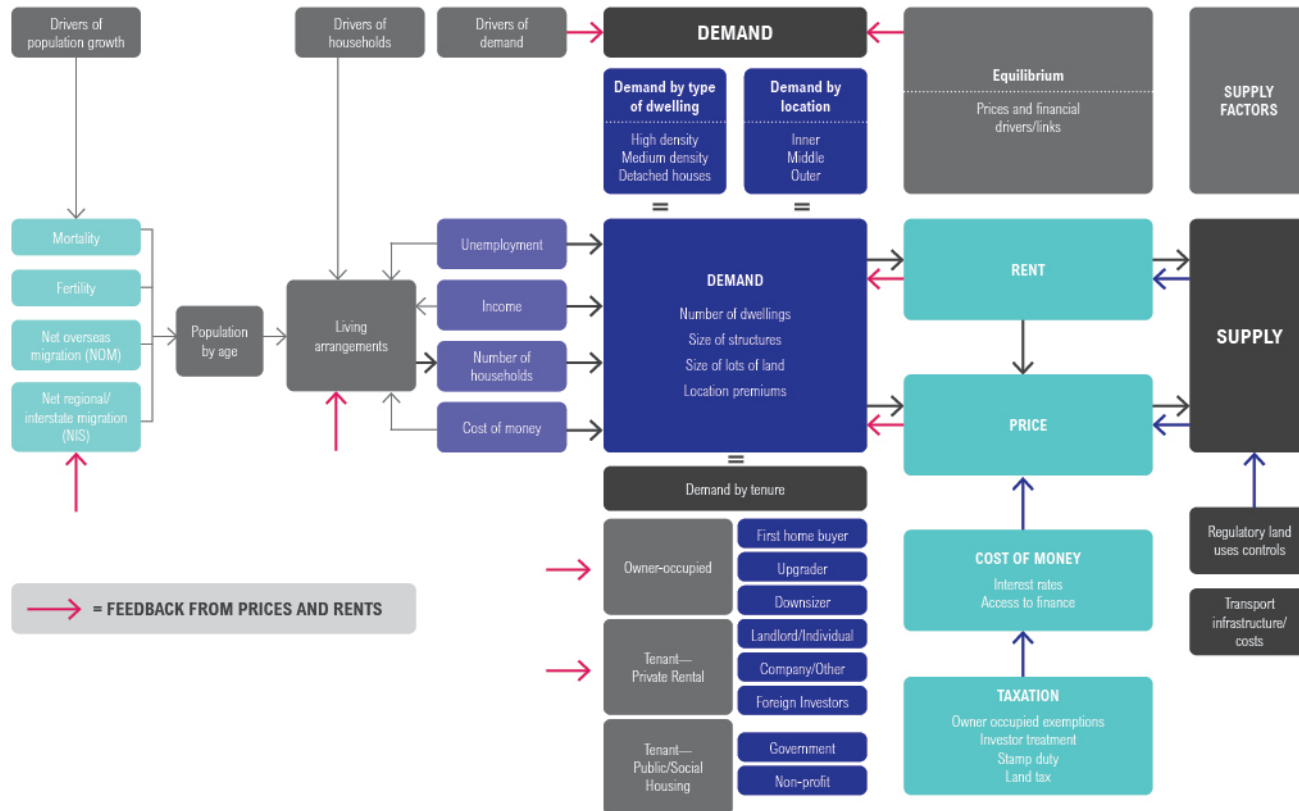 Drivers of
population growth
Drivers of
households
Drivers of
demand
DEMAND
Demand by type
of dwelling
High density
Medium density
Detached houses
Demand by
location
Inner
Middle
Outer
Equilibrium
Prices and financial
drivers/links
SUPPLY
FACTORS
=
=
Mortality
Fertility
Net overseas
migration (NOM)
Net regional/
interstate migration
(NIS)
Population
by age
Living
arrangements
Unemployment
Income
Number of
households
Cost of money
DEMAND
Number of dwellings
Size of structures
Size of lots of land
Location premiums
RENT
PRICE
SUPPLY
=
Demand by tenure
Owner-occupied
First home buyer
Upgrader
Downsizer
Tenant—
Private Rental
Landlord/Individual
Company/Other
Foreign Investors
Tenant—
Public/Social
Housing
Government
Non-profit
COST OF MONEY
Interest rates
Access to finance
TAXATION
Owner occupied exemptions
Investor treatment
Stamp duty
Land tax
Regulatory land
uses controls
Transport
infrastructure/
costs
= FEEDBACK FROM PRICES AND RENTS